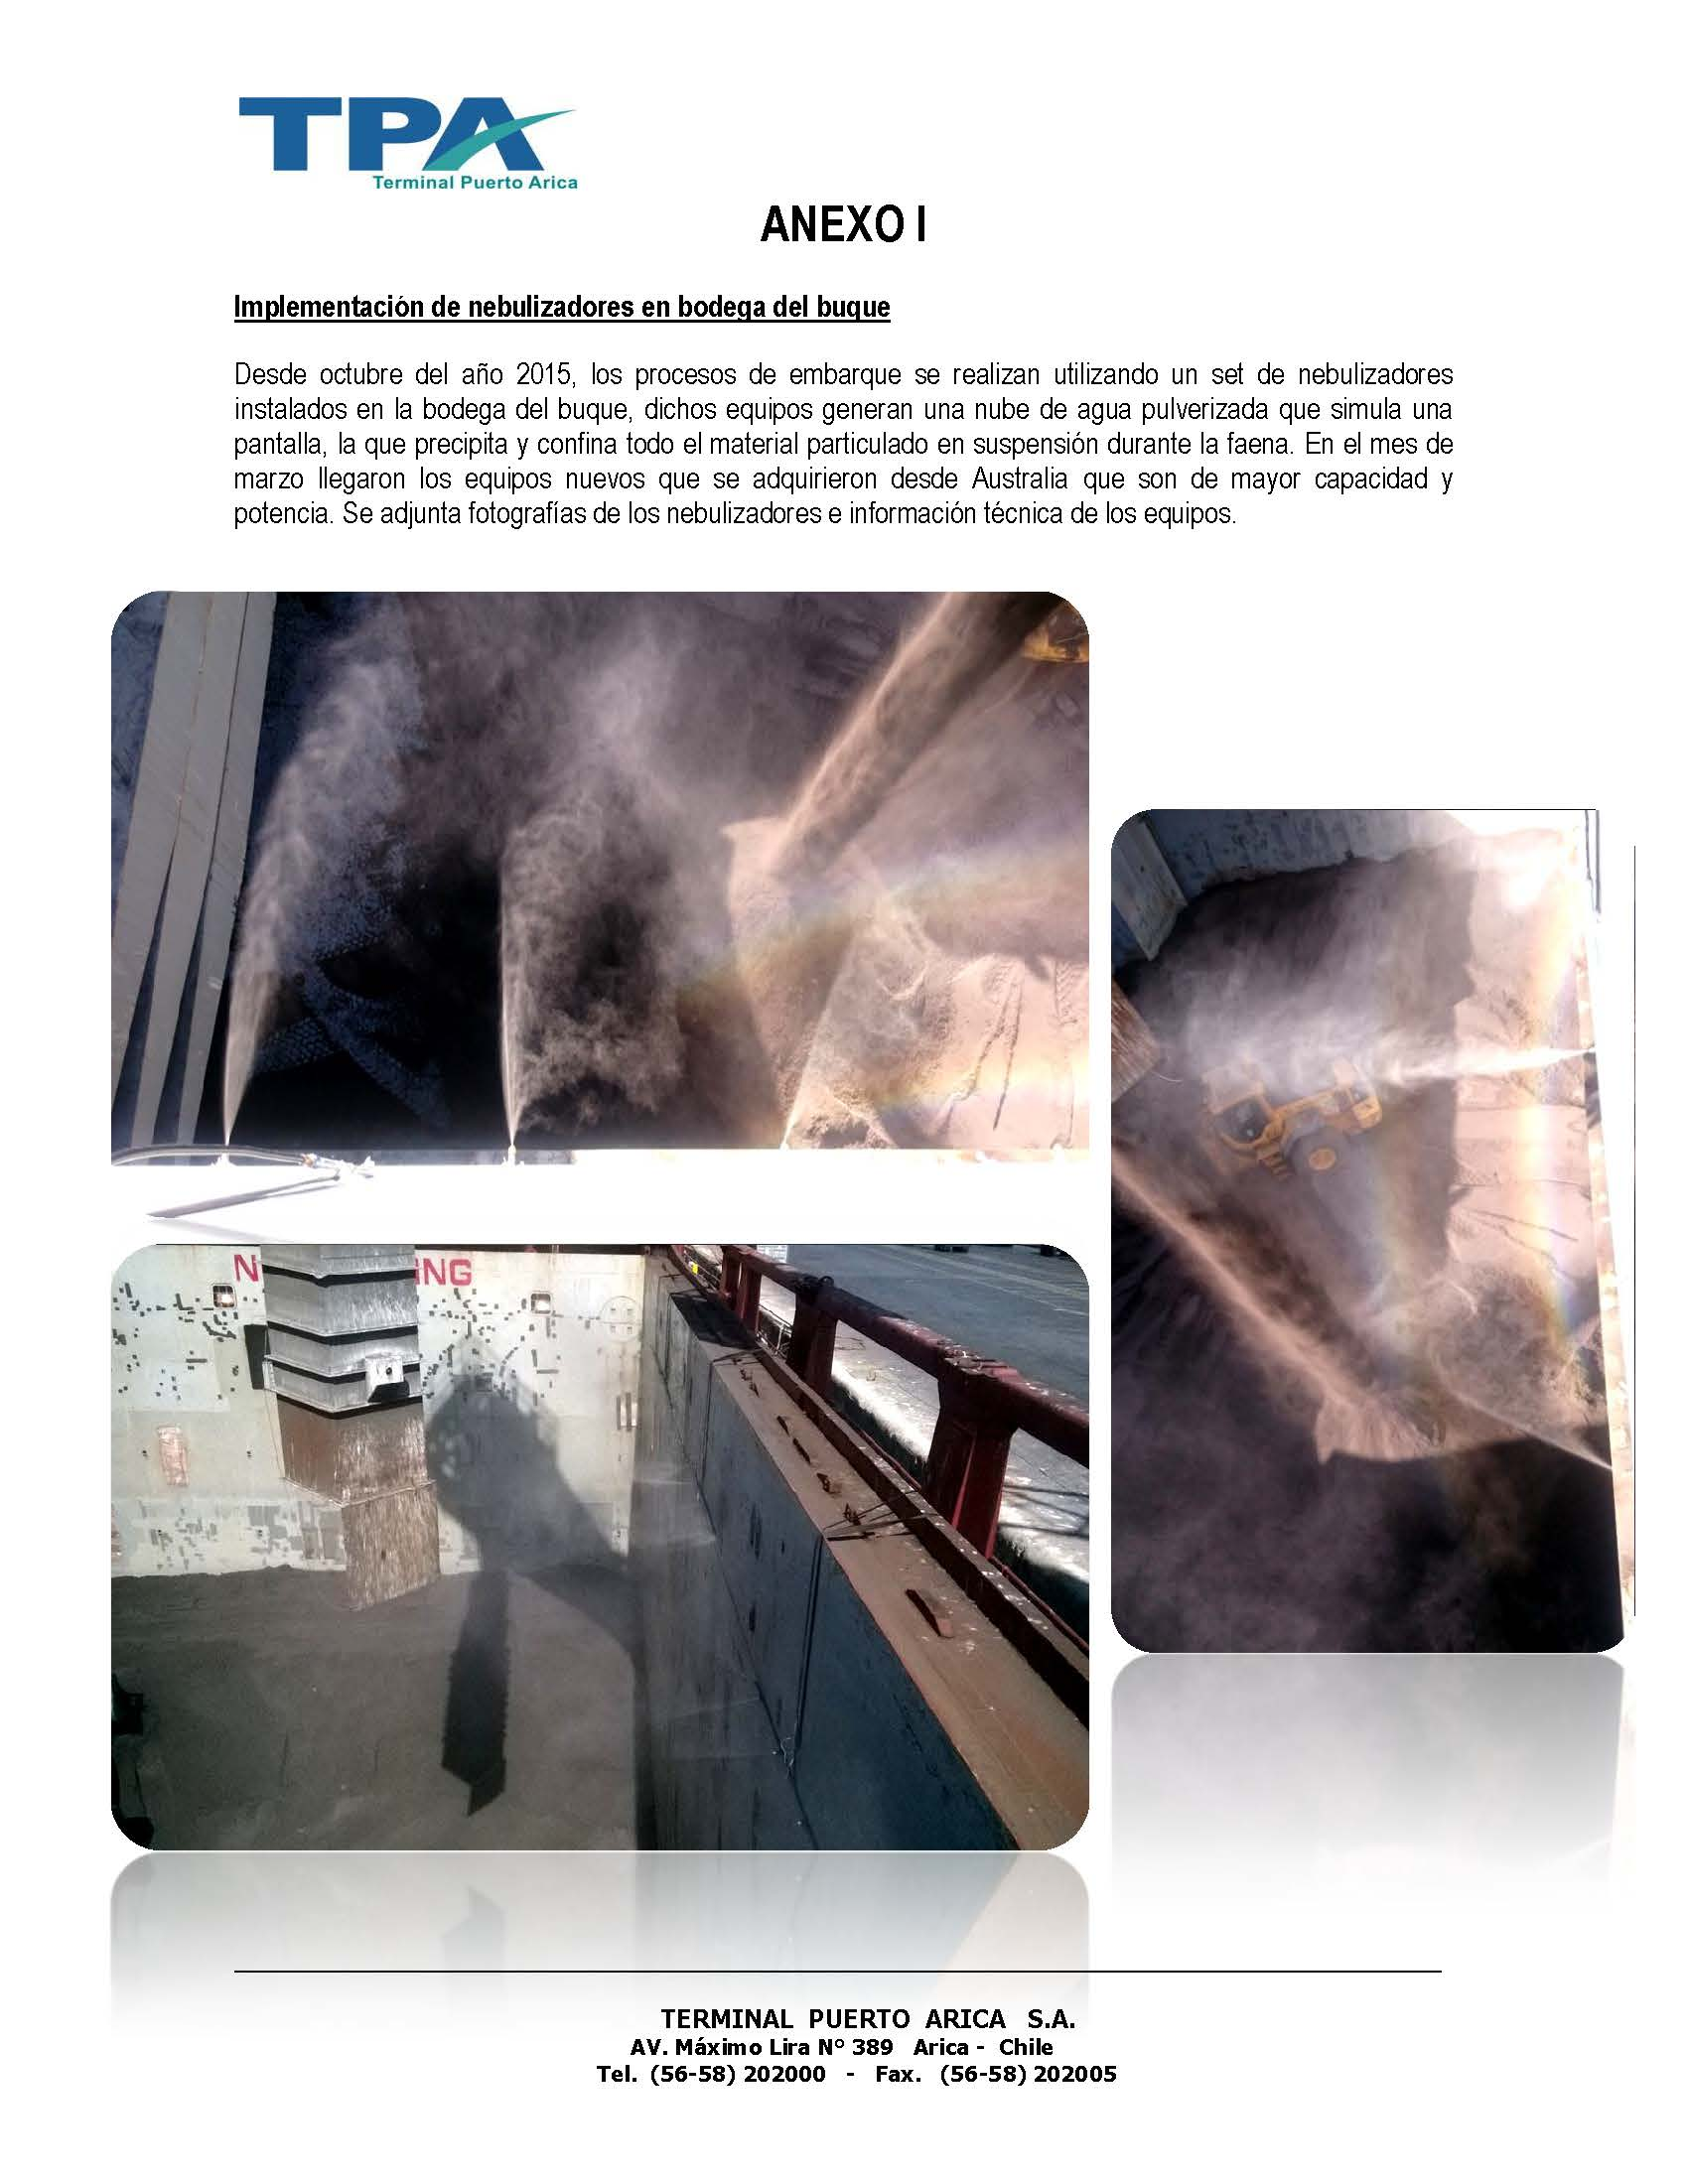 TPA
Terminal Puerto Arica
ANEXO I
Implementación de nebulizadores en bodega del buque
Desde octubre del año 2015, los procesos de embarque se realizan utilizando un set de nebulizadores
instalados en la bodega del buque, dichos equipos generan una nube de agua pulverizada que simula una
pantalla, la que precipita y confina todo el material particulado en suspensión durante la faena. En el mes de
marzo llegaron los equipos nuevos que se adquirieron desde Australia que son de mayor capacidad y
potencia. Se adjunta fotografías de los nebulizadores e información técnica de los equipos.
N ING
TERMINAL PUERTO ARICA S.A.
AV. Máximo Lira Nº 389 Arica - Chile
Tel. (56-58) 202000 - Fax. (56-58) 202005